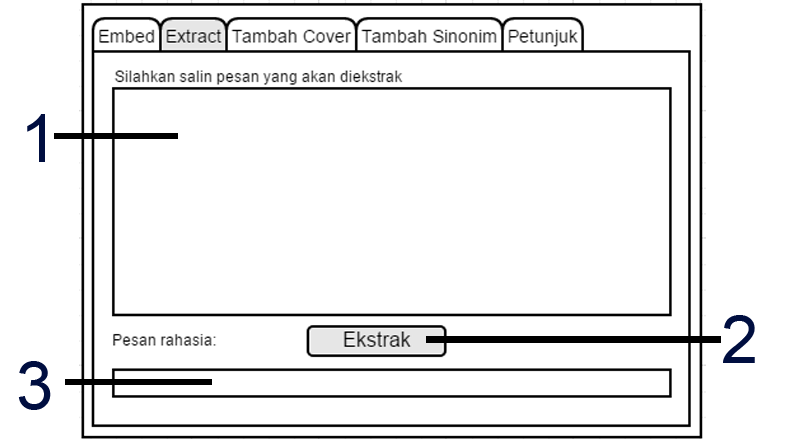 Embed Extract Tambah Cover Tambah Sinonim Petunjuk
Silahkan salin pesan yang akan diekstrak
1
Pesan rahasia: Ekstrak 2
3